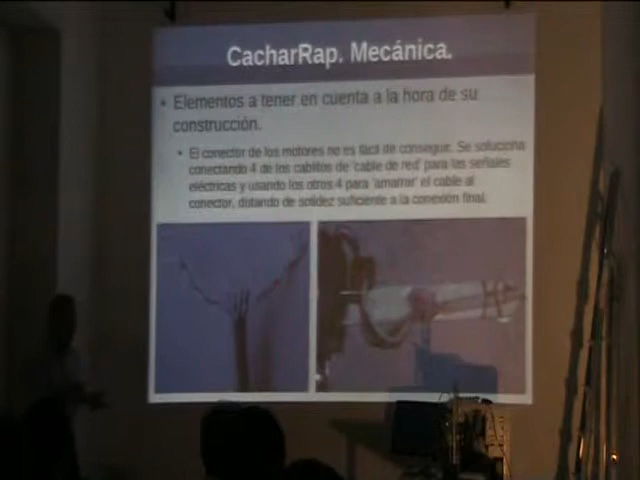 CacharRap. Mecánica.
Elementos a tener en cuenta a la hora de su
construcción.
El conector de los motores no es facil de conseguir. Se soluciona
conectando 4 de los cablitos de 'cable de red' para las señales
eléctricas y usando los otros 4 para 'amarrar' el cable al
conector, dotando de solidez suficiente a la conexión final.